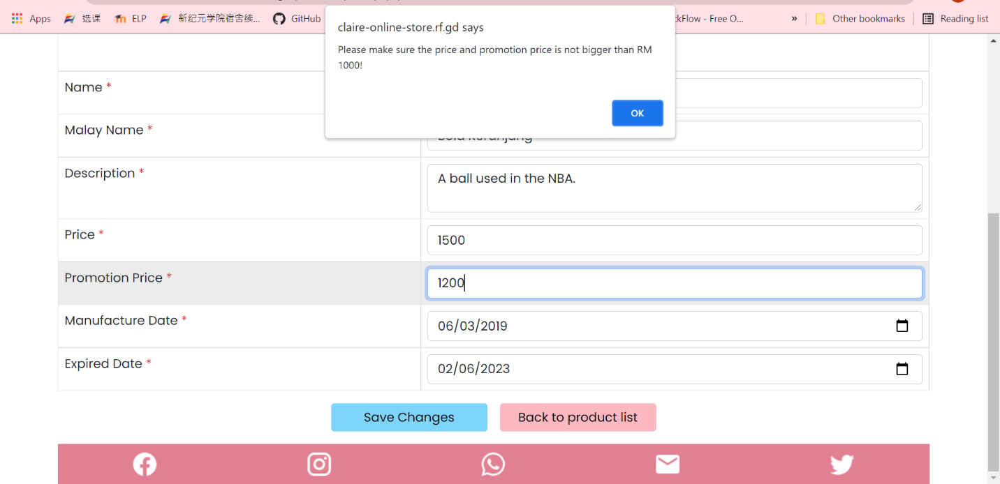 Apps 选课 ELP 新纪元学院宿舍续... GitHub ckFlow - Free O... » Other bookmarks Reading list
claire-online-store.rf.gd says
Please make sure the price and promotion price is not bigger than RM
1000!
OK
Name *
Malay Name *
Description * A ball used in the NBA.
Price * 1500
Promotion Price * 1200
Manufacture Date * 06/03/2019
Expired Date * 02/06/2023
Save Changes Back to product list